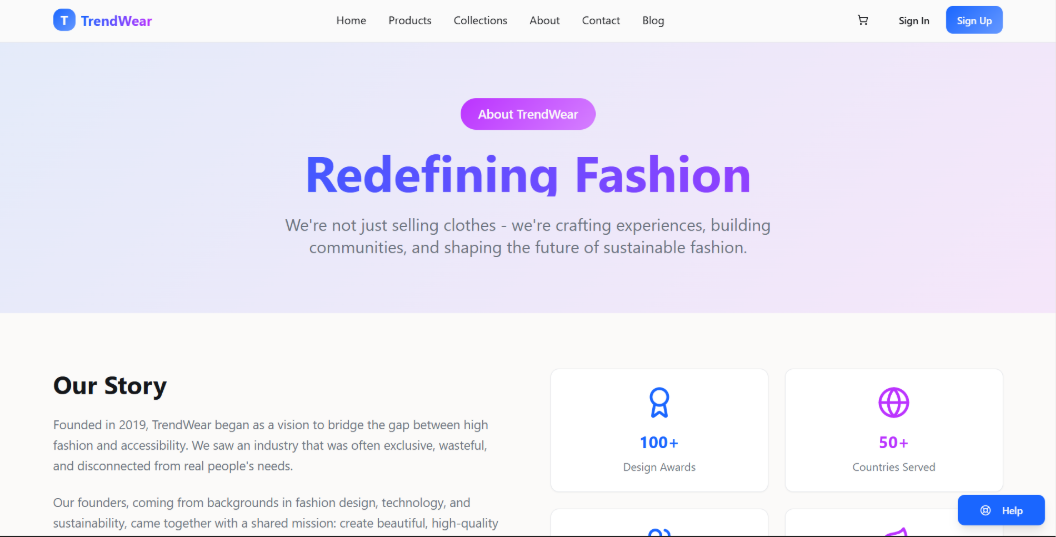 T TrendWear
Home Products Collections About Contact Blog
Sign In
Sign Up
About TrendWear
Redefining Fashion
We're not just selling clothes - we're crafting experiences, building
communities, and shaping the future of sustainable fashion.
Our Story
Founded in 2019, TrendWear began as a vision to bridge the gap between high
fashion and accessibility. We saw an industry that was often exclusive, wasteful,
and disconnected from real people's needs.
Our founders, coming from backgrounds in fashion design, technology, and
sustainability, came together with a shared mission: create beautiful, high-quality
100+
Design Awards
50+
Countries Served
Help